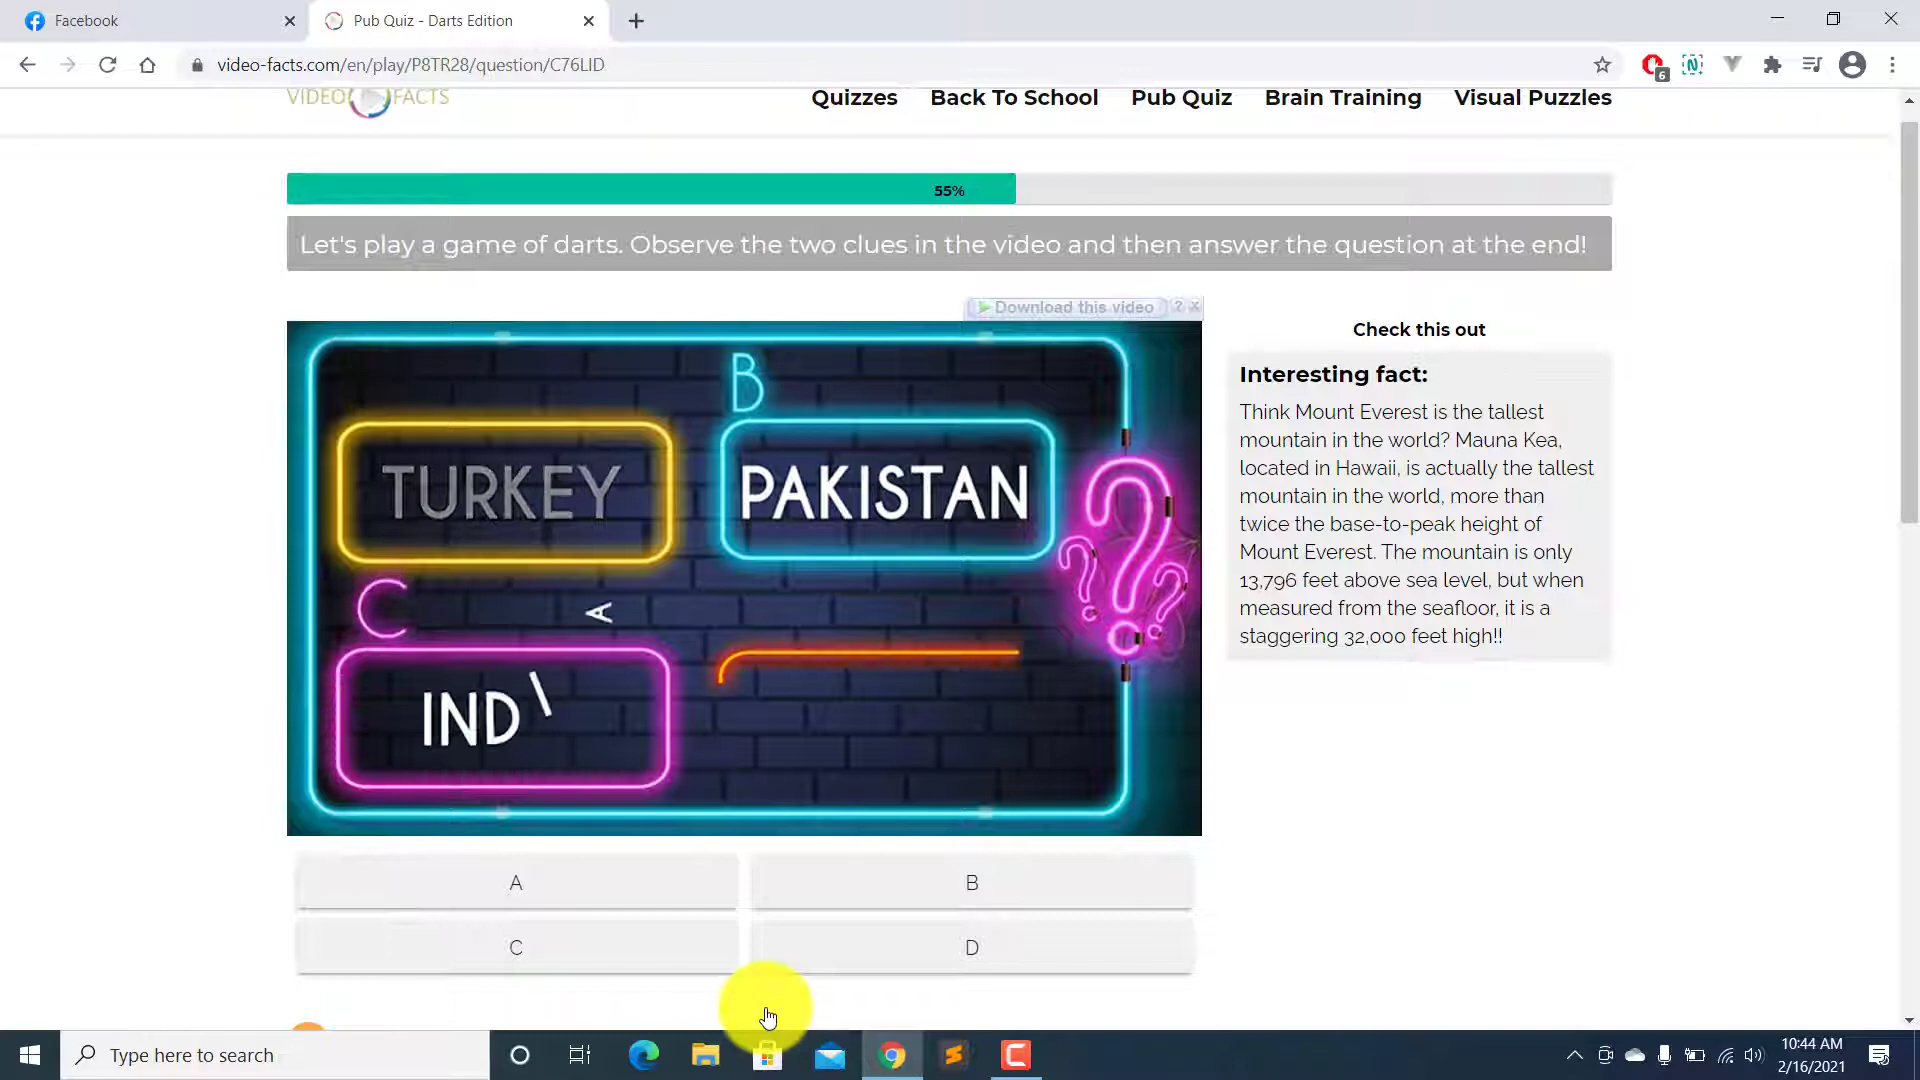 Facebook
Pub Quiz - Darts Edition
video-facts.com/en/play/P8TR28/question/C76LID
6
VIDEO FACTS
Quizzes
Back To School
Pub Quiz
Brain Training
Visual Puzzles
55%
Let's play a game of darts. Observe the two clues in the video and then answer the question at the end!
Download this video ? x
B
TURKEY
PAKISTAN
C
A
IND\
A
B
C
D
Check this out
Interesting fact:
Think Mount Everest is the tallest
mountain in the world? Mauna Kea,
located in Hawaii, is actually the tallest
mountain in the world, more than
twice the base-to-peak height of
Mount Everest. The mountain is only
13,796 feet above sea level, but when
measured from the seafloor, it is a
staggering 32,000 feet high!!
Type here to search
10:44 AM
2/16/2021